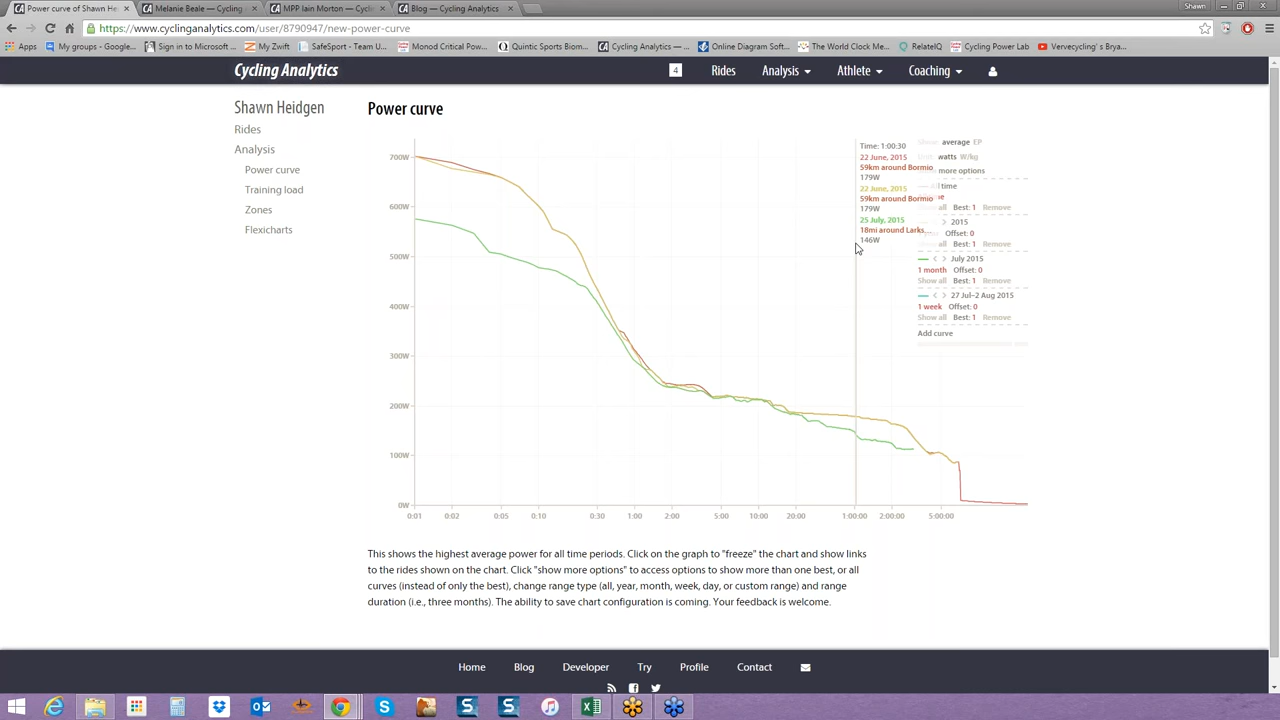 Power curve of Shawn He
Melanie Beale — Cycling
MPP Iain Morton — Cyclin
Blog — Cycling Analytics
Shawn
https://www.cyclinganalytics.com/user/8790947/new-power-curve
Apps
My groups - Google...
Sign in to Microsoft ...
My Zwift
SafeSport - Team U...
Monod Critical Pow...
Quintic Sports Biom...
Cycling Analytics — ...
Online Diagram Soft...
The World Clock Me...
RelateIQ
Cycling Power Lab
Vervecycling' s Brya...
Cycling Analytics
4
Rides
Analysis
Athlete
Coaching
Shawn Heidgen
Rides
Analysis
Power curve
Training load
Zones
Flexicharts
Power curve
700W
600W
500W
400W
300W
200W
100W
0W
0:01
0:02
0:05
0:10
0:30
1:00
2:00
5:00
10:00
20:00
1:00:00
2:00:00
5:00:00
Time: 1:00:30
22 June, 2015
59km around Bormio
179W
22 June, 2015
59km around Bormio
179W
25 July, 2015
18mi around Larks...
146W
Show: average EP
watts W/kg
more options
time
Best: 1 Remove
2015
Offset: 0
Best: 1 Remove
< > July 2015
1 month Offset: 0
Show all Best: 1 Remove
< > 27 Jul–2 Aug 2015
1 week Offset: 0
Show all Best: 1 Remove
Add curve
This shows the highest average power for all time periods. Click on the graph to "freeze" the chart and show links
to the rides shown on the chart. Click "show more options" to access options to show more than one best, or all
curves (instead of only the best), change range type (all, year, month, week, day, or custom range) and range
duration (i.e., three months). The ability to save chart configuration is coming. Your feedback is welcome.
Home
Blog
Developer
Try
Profile
Contact